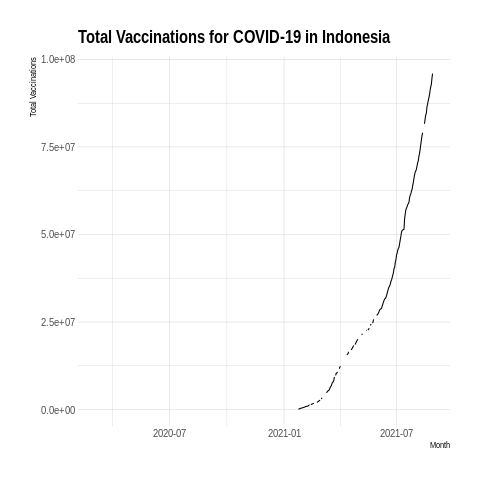 Total Vaccinations for COVID-19 in Indonesia
Total Vaccinations
1.0e+08
7.5e+07
5.0e+07
2.5e+07
0.0e+00
2020-07
2021-01
2021-07
Month